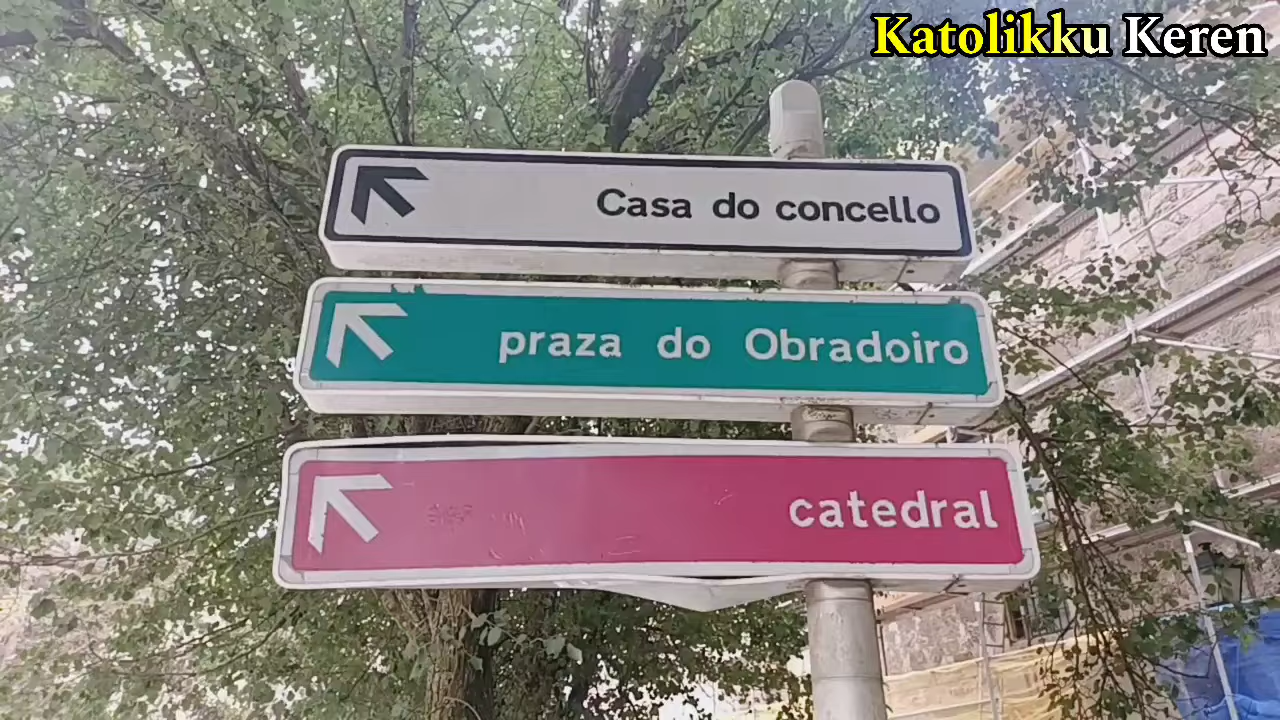 Katolikku Keren
Casa do concello
praza do Obradoiro
catedral